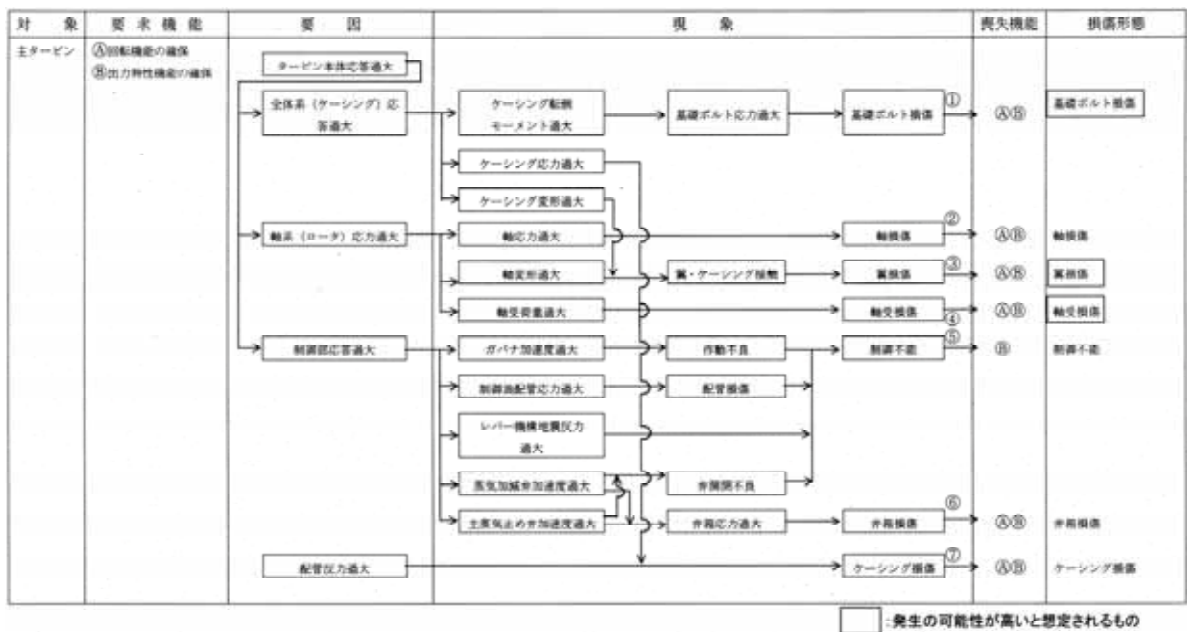 対　象　要 求 機 能　要　因　現　象　喪失機能　損傷形態
主タービン
Ⓐ回転機能の確保
Ⓑ出力特性機能の確保
タービン本体応答過大
全体系（ケーシング）応
答過大
ケーシング転倒
モーメント過大
基礎ボルト応力過大
基礎ボルト損傷
①
ⒶⒷ
基礎ボルト損傷
ケーシング応力過大
ケーシング変形過大
軸系（ロータ）応力過大
軸応力過大
軸損傷
②
ⒶⒷ
軸損傷
軸変形過大
翼・ケーシング接触
翼損傷
③
ⒶⒷ
翼損傷
軸受荷重過大
軸受損傷
④
ⒶⒷ
軸受損傷
制御部応答過大
ガバナ加速度過大
作動不良
制御不能
⑤
Ⓑ
制御不能
制御油配管応力過大
配管損傷
レバー機構地震反力
過大
蒸気加減弁加速度過大
弁開閉不良
主蒸気止め弁加速度過大
弁箱応力過大
弁箱損傷
⑥
ⒶⒷ
弁箱損傷
配管反力過大
ケーシング損傷
⑦
ⒶⒷ
ケーシング損傷
：発生の可能性が高いと想定されるもの